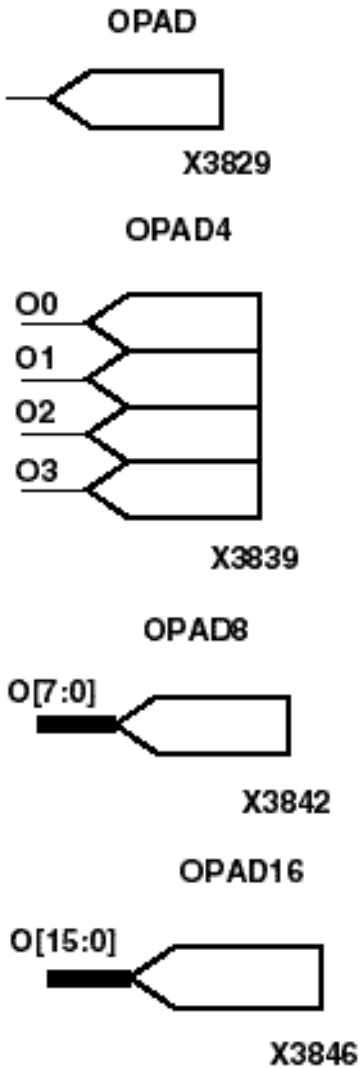 OPAD
X3829
OPAD4
O0
O1
O2
O3
X3839
OPAD8
O[7:0]
X3842
OPAD16
O[15:0]
X3846